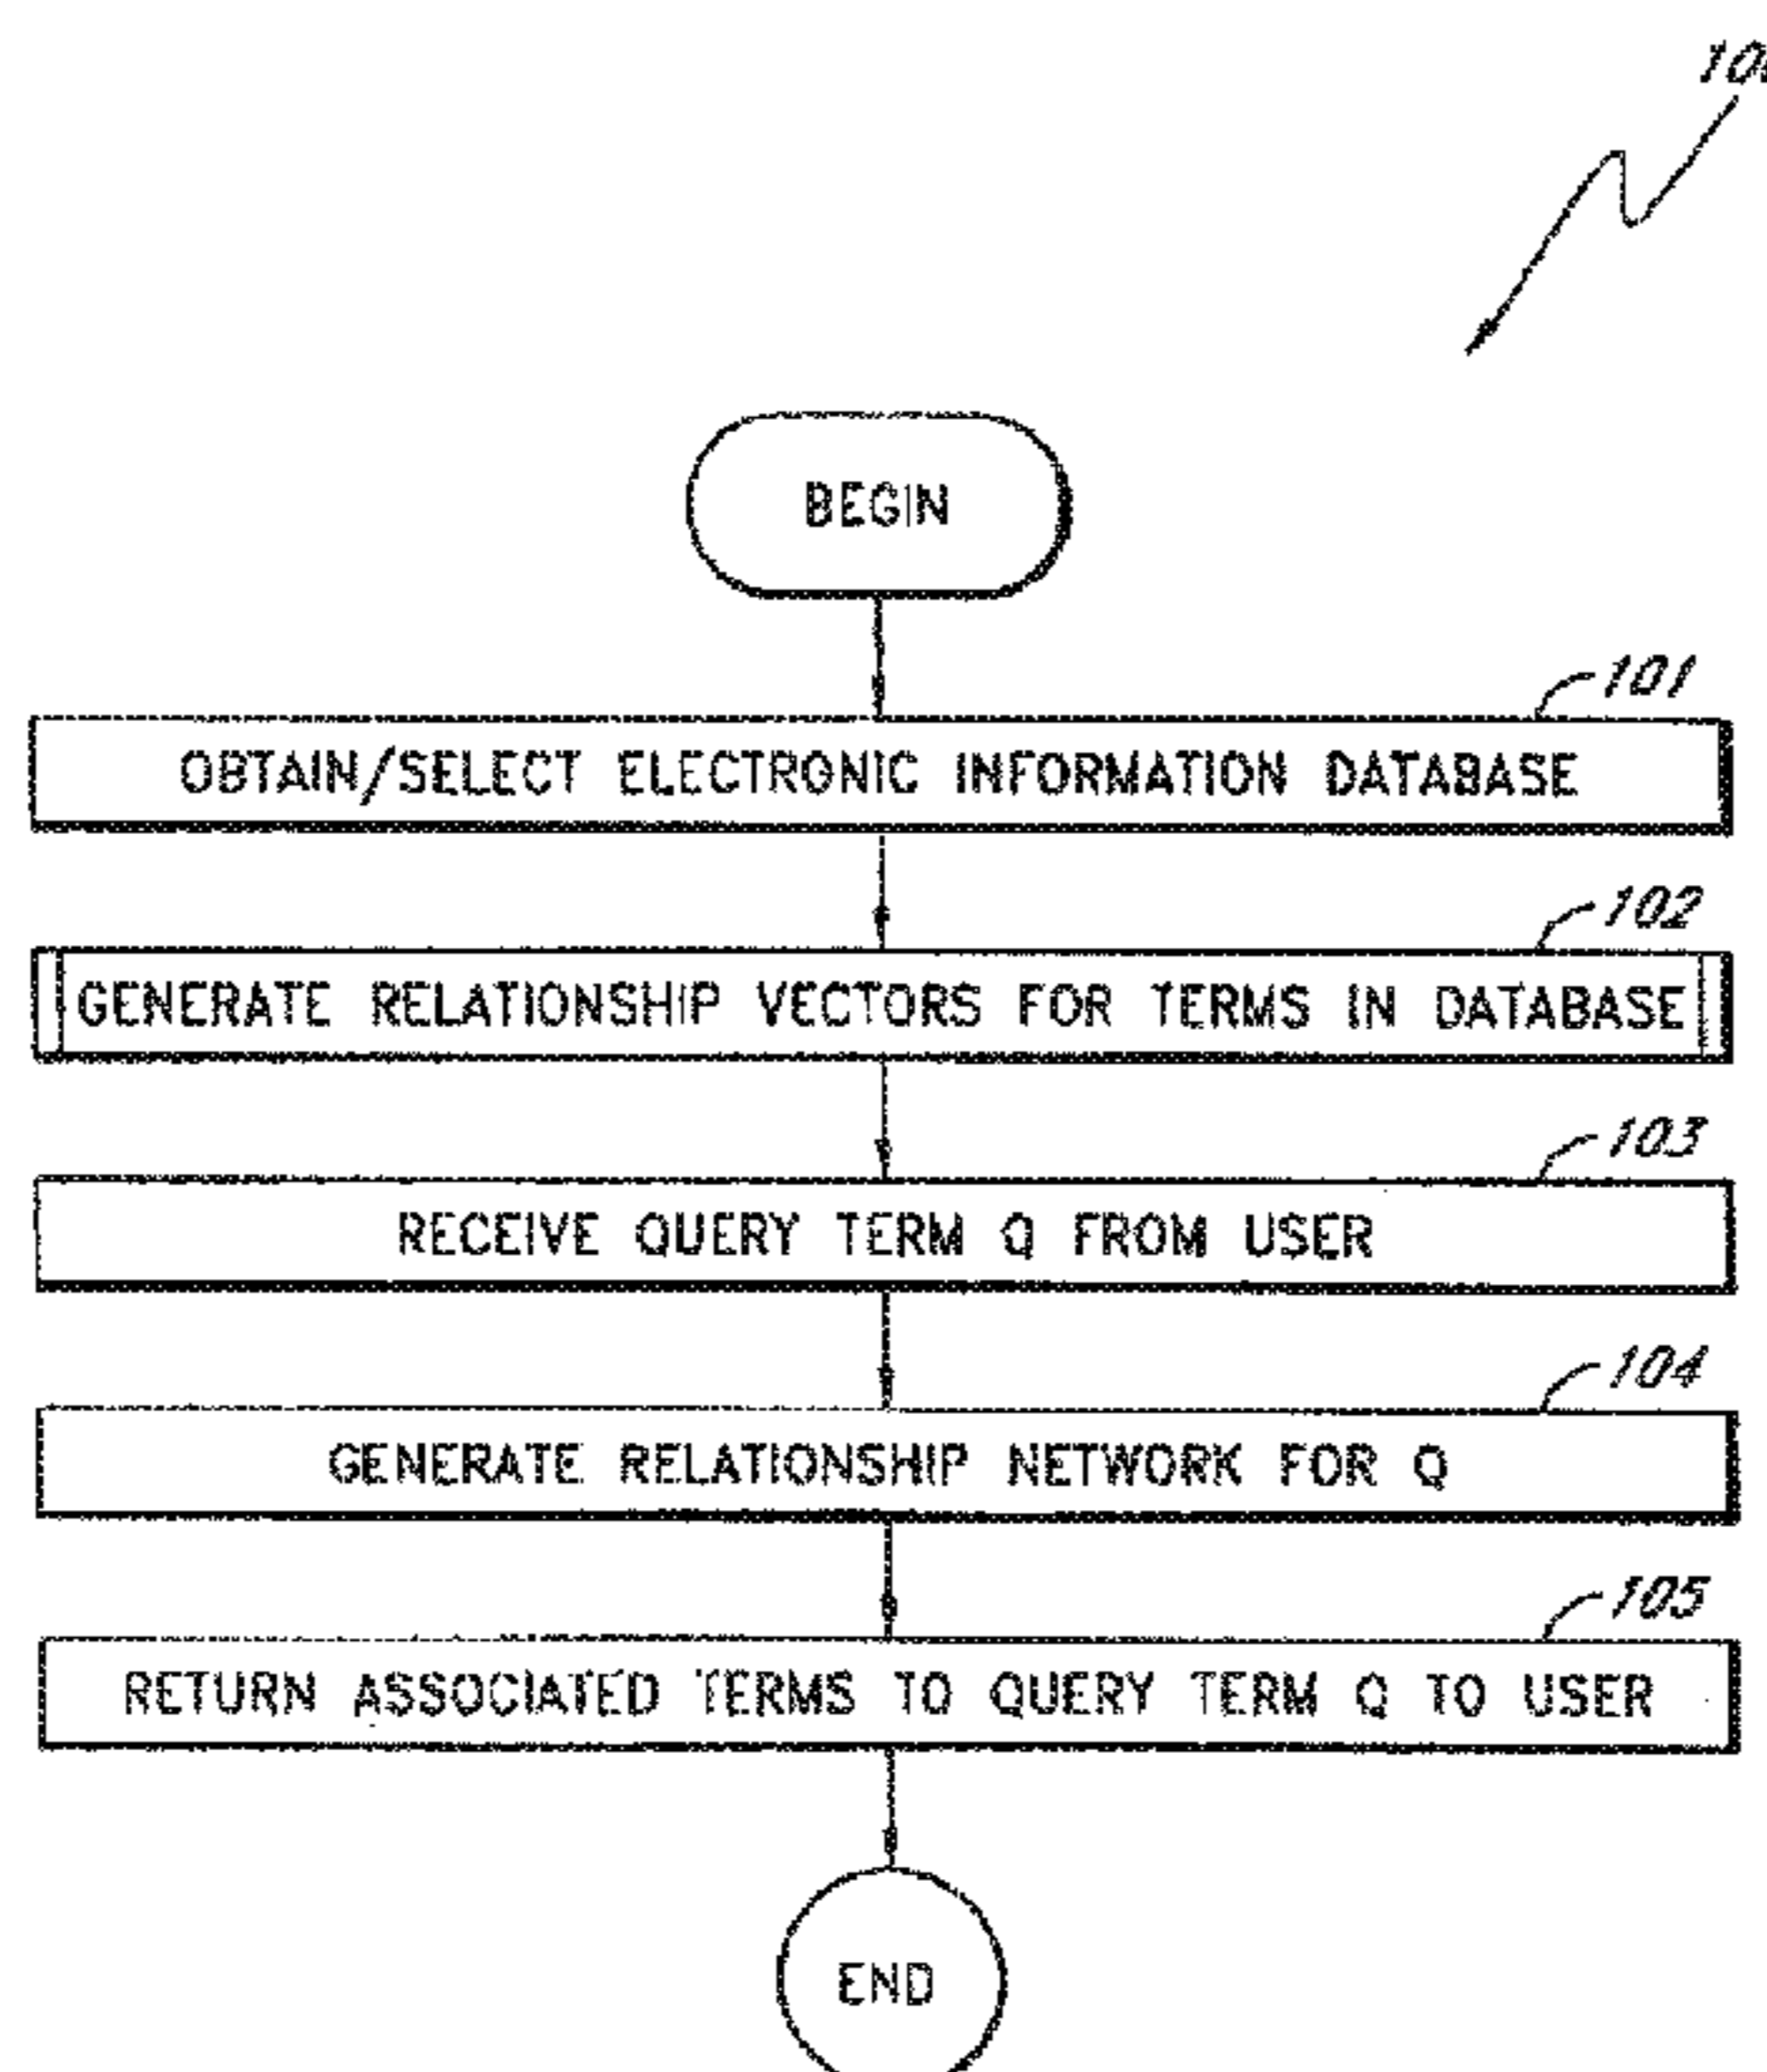 BEGIN
101
OBTAIN/SELECT ELECTRONIC INFORMATION DATABASE
102
GENERATE RELATIONSHIP VECTORS FOR TERMS IN DATABASE
103
RECEIVE QUERY TERM Q FROM USER
104
GENERATE RELATIONSHIP NETWORK FOR Q
105
RETURN ASSOCIATED TERMS TO QUERY TERM Q TO USER
END